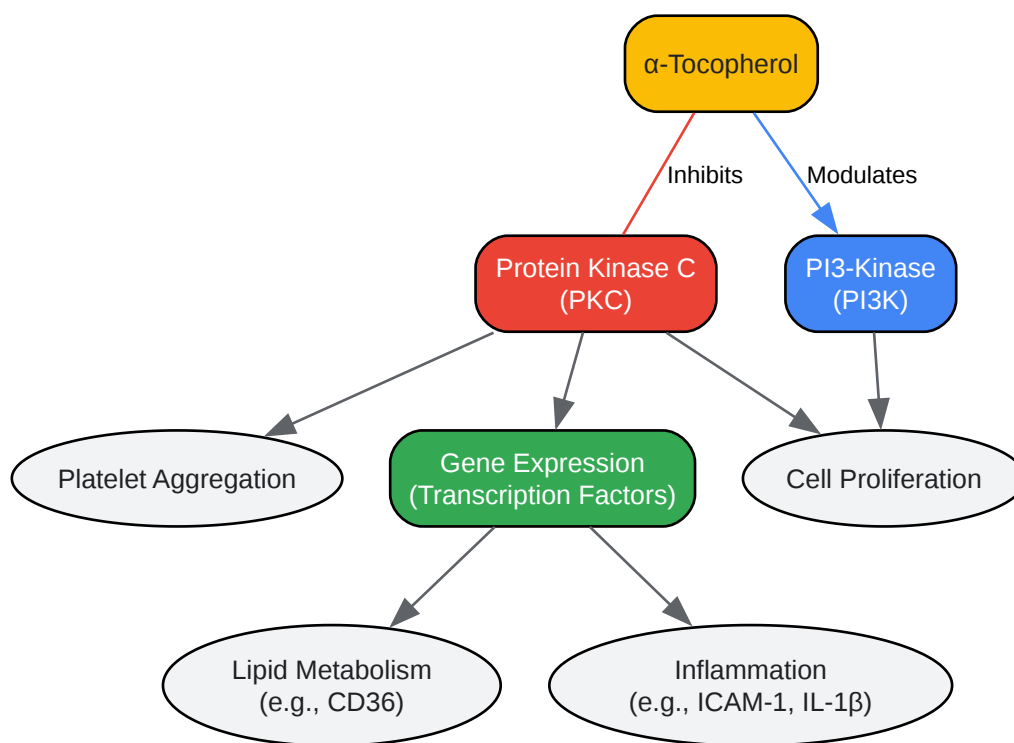 α-Tocopherol
Inhibits
Modulates
Protein Kinase C
(PKC)
PI3-Kinase
(PI3K)
Platelet Aggregation
Gene Expression
(Transcription Factors)
Cell Proliferation
Lipid Metabolism
(e.g., CD36)
Inflammation
(e.g., ICAM-1, IL-1β)